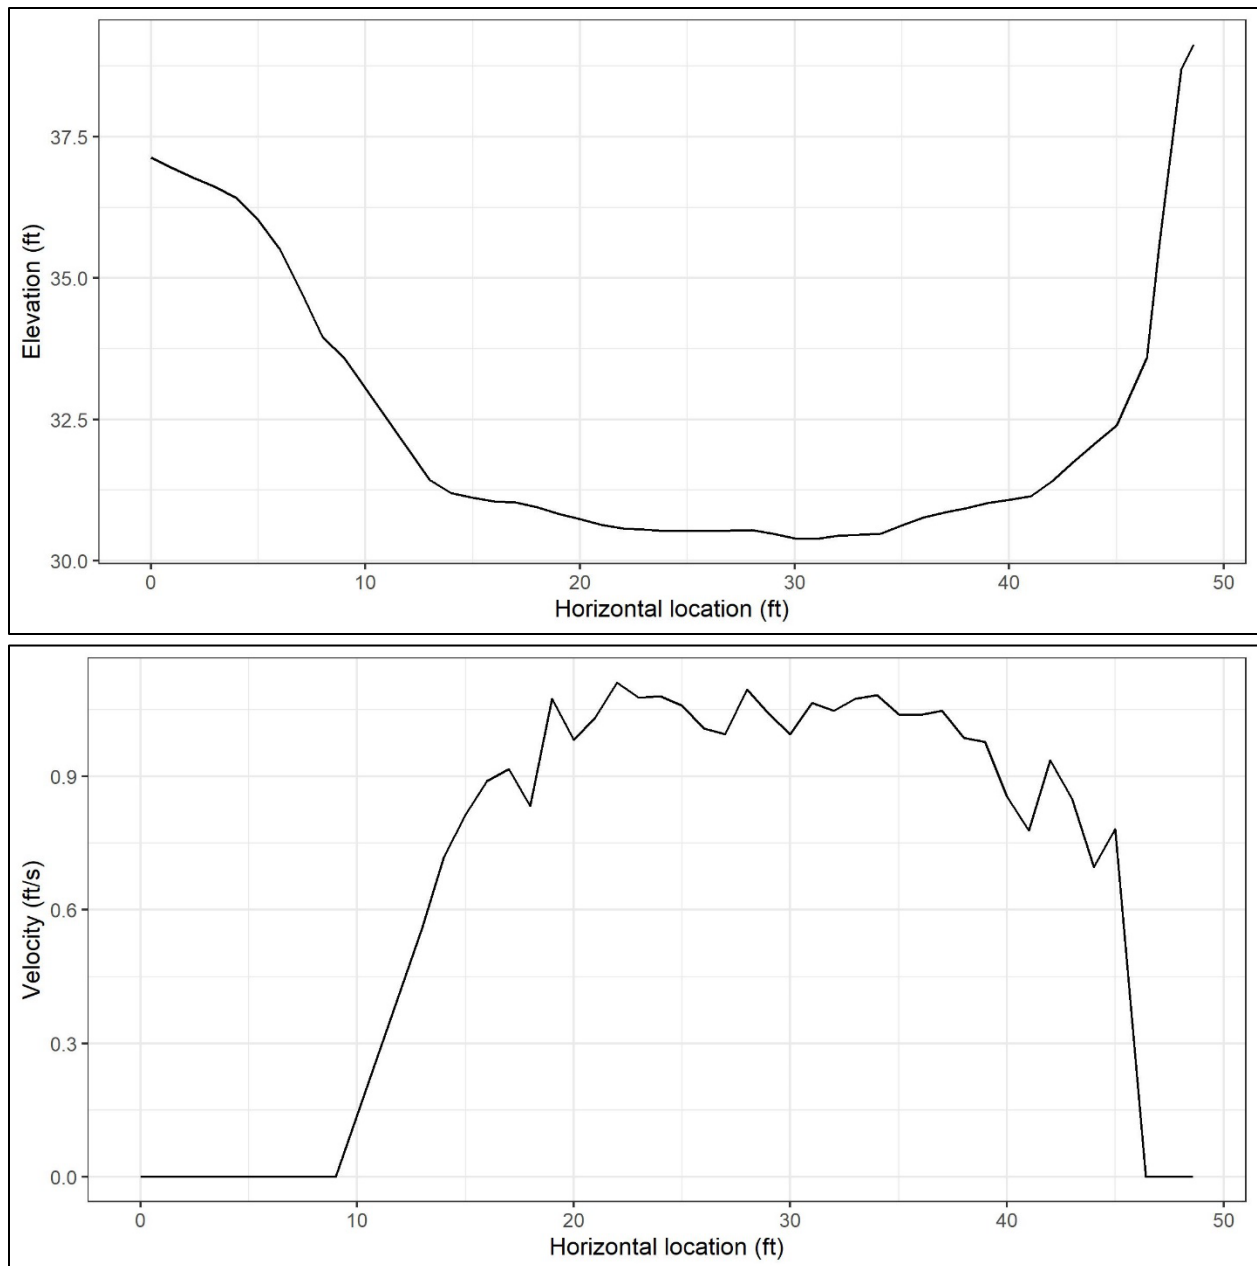 37.5
35.0
32.5
30.0
Elevation (ft)
0 10 20 30 40 50
Horizontal location (ft)
0.9
0.6
0.3
0.0
Velocity (ft/s)
0 10 20 30 40 50
Horizontal location (ft)